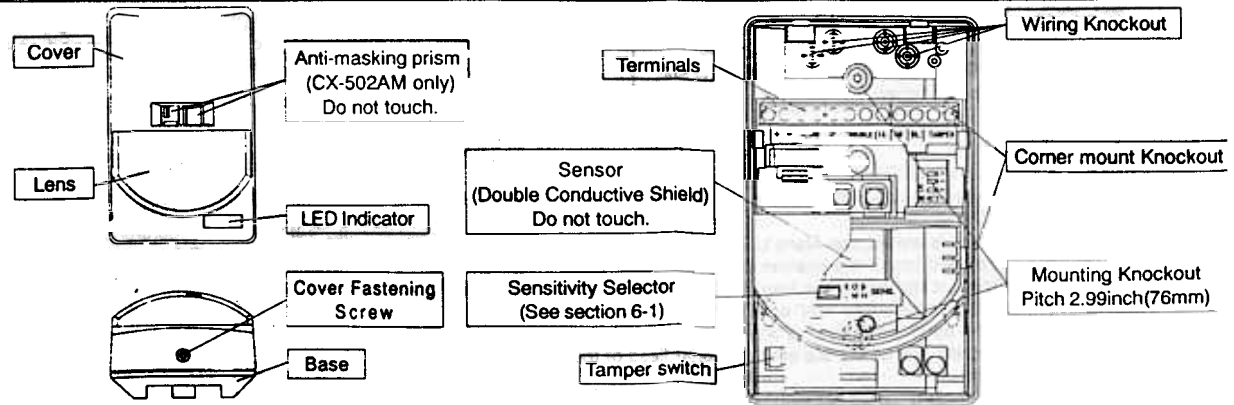 Cover
Anti-masking prism
(CX-502AM only)
Do not touch.
Lens
LED Indicator
Cover Fastening
Screw
Base
Wiring Knockout
Terminals
Corner mount Knockout
Sensor
(Double Conductive Shield)
Do not touch.
Sensitivity Selector
(See section 6-1)
Mounting Knockout
Pitch 2.99inch(76mm)
Tamper switch